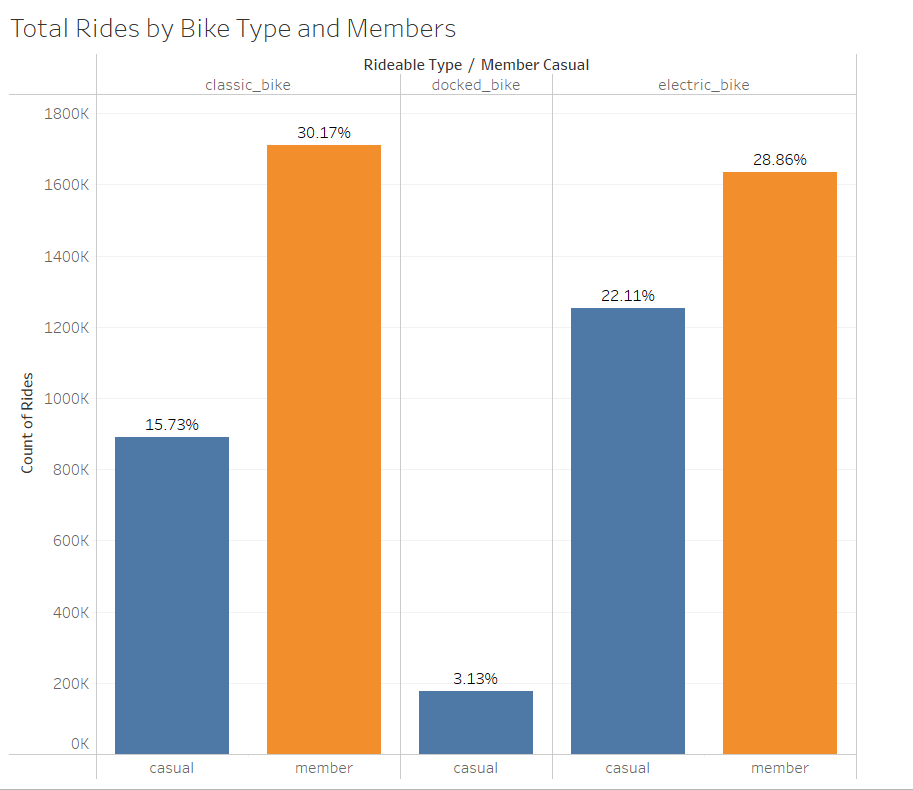 Total Rides by Bike Type and Members
Rideable Type / Member Casual
classic_bike docked_bike electric_bike
1800K
30.17%
28.86%
1600K
1400K
22.11%
1200K
1000K
Count of Rides
15.73%
800K
600K
400K
3.13%
200K
0K
casual member casual casual member